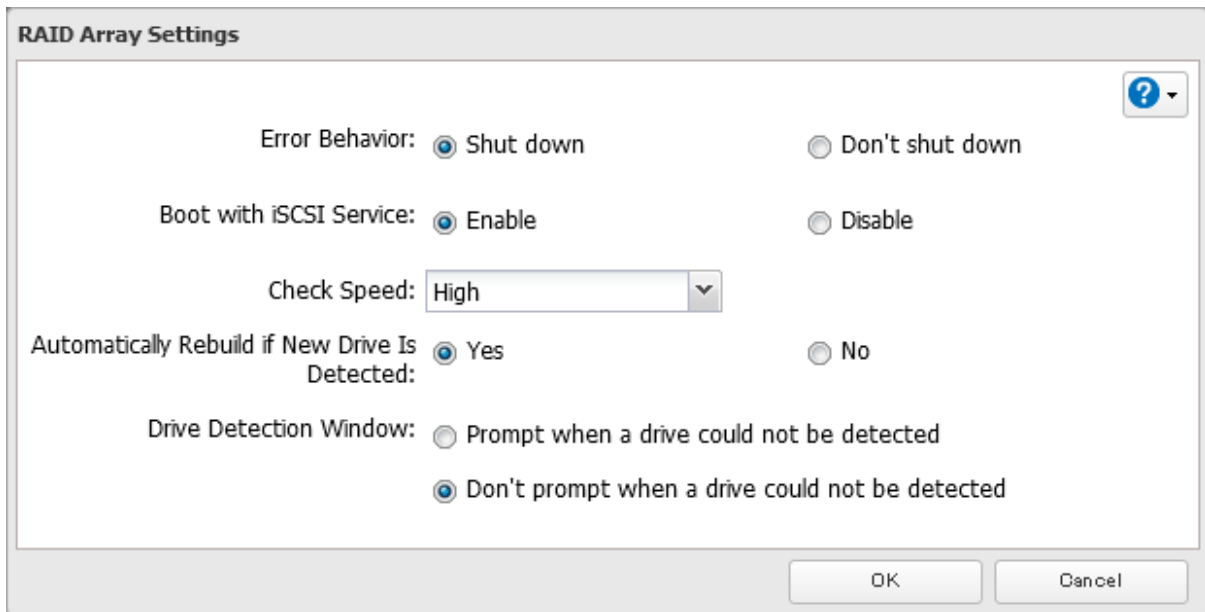 RAID Array Settings
?
Error Behavior: Shut down Don't shut down
Boot with iSCSI Service: Enable Disable
Check Speed: High
Automatically Rebuild if New Drive Is Yes No
Detected:
Drive Detection Window: Prompt when a drive could not be detected
Don't prompt when a drive could not be detected
OK Cancel